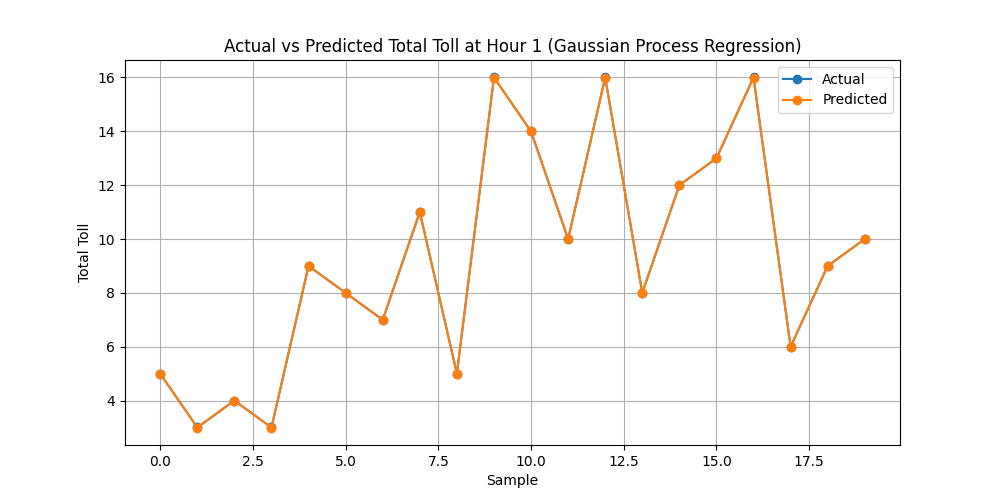 Actual vs Predicted Total Toll at Hour 1 (Gaussian Process Regression)
Actual
Predicted
16
14
12
10
8
6
4
Total Toll
0.0 2.5 5.0 7.5 10.0 12.5 15.0 17.5
Sample